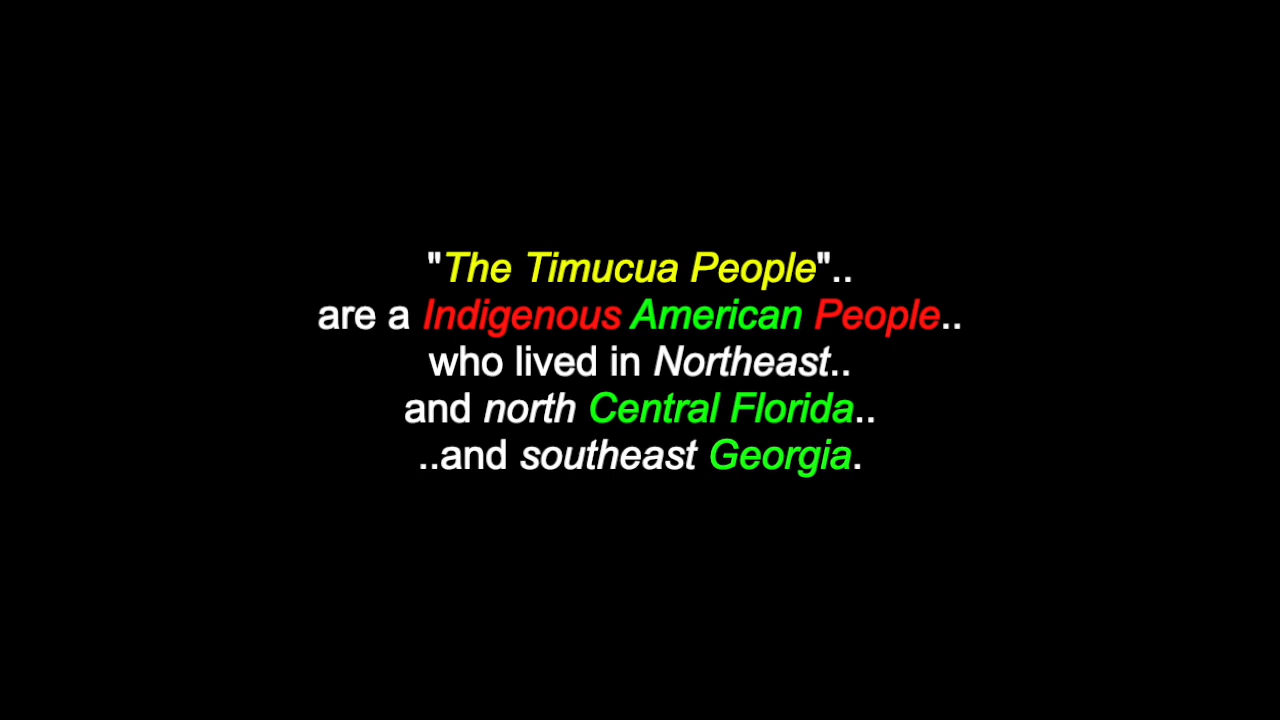 "The Timucua People"..
are a Indigenous American People..
who lived in Northeast..
and north Central Florida..
..and southeast Georgia.